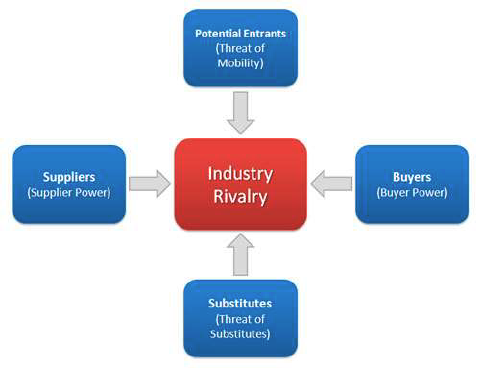 Potential Entrants
(Threat of
Mobility)
Suppliers
(Supplier Power)
Industry
Rivalry
Buyers
(Buyer Power)
Substitutes
(Threat of
Substitutes)